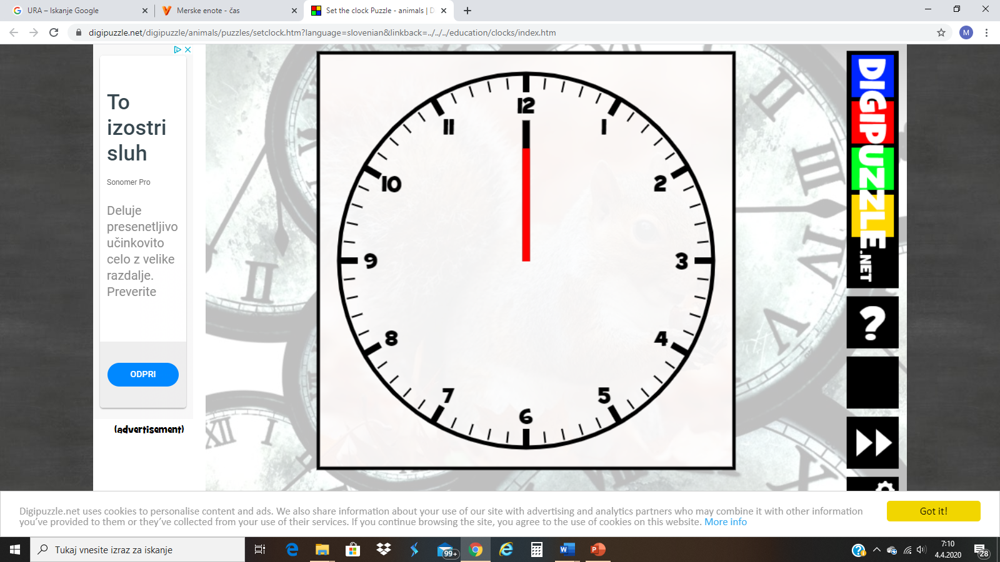 URA – Iskanje Google
Merske enote - čas
Set the clock Puzzle - animals | D
digipuzzle.net/digipuzzle/animals/puzzles/setclock.htm?language=slovenian&linkback=../../../education/clocks/index.htm
M
To
izostri
sluh
Sonomer Pro
Deluje
presenetljivo
učinkovito
celo z velike
razdalje.
Preverite
ODPRI
(advertisement)
12
11
1
10
2
9
3
8
4
7
5
6
II
III
IIII
V
II
XII
I
X
DIGIPUZZLE.NET
?
Digipuzzle.net uses cookies to personalise content and ads. We also share information about your use of our site with advertising and analytics partners who may combine it with other information
you’ve provided to them or they’ve collected from your use of their services. If you continue browsing the site, you agree to the use of cookies on this website. More info
Got it!
Tukaj vnesite izraz za iskanje
99+
7:10
4.4.2020
28